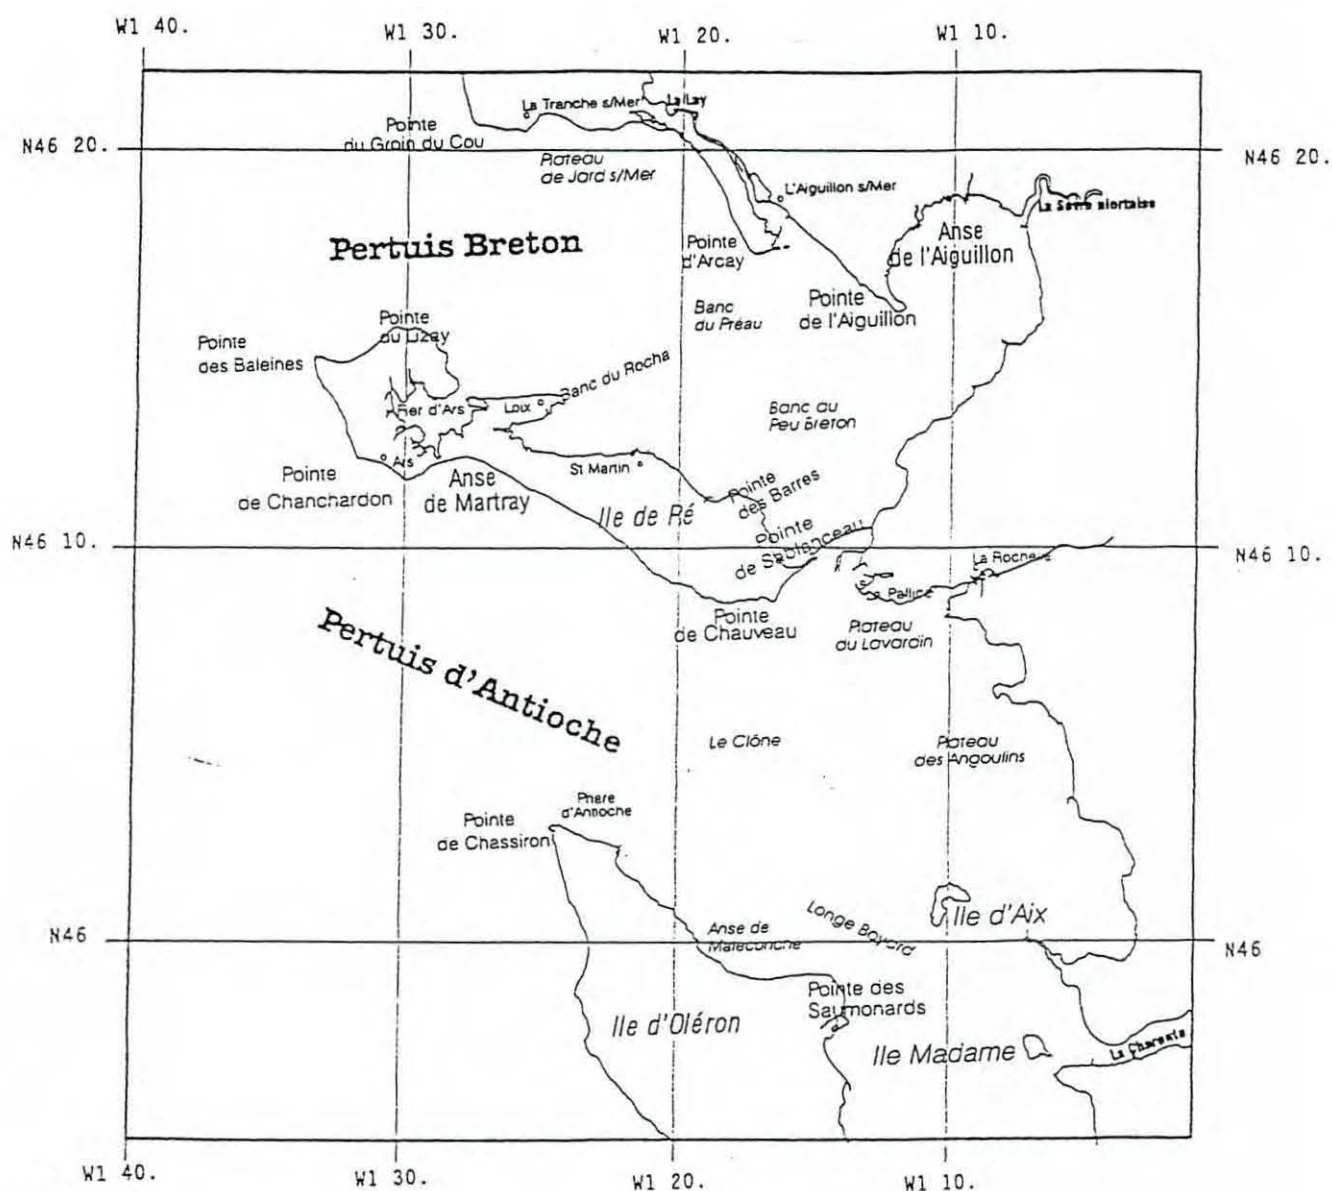 W1 40.
W1 30.
W1 20.
W1 10.
La Tranche s/Mer
Le Lay
Pointe
du Groin du Cou
N46 20.
N46 20.
Plateau
de Jard s/Mer
L'Aiguillon s/Mer
La Sèvre Niortaise
Pertuis Breton
Pointe
d'Arcay
Anse
de l'Aiguillon
Banc
du Préau
Pointe
de l'Aiguillon
Pointe
du Lizay
Pointe
des Baleines
Banc du Rocha
Fier d'Ars
Loix
Banc du
Peu Breton
Ars
St Martin
Pointe
de Chanchardon
Anse
de Martray
Pointe
des Barres
Ile de Ré
Pointe
de Sablanceau
N46 10.
N46 10.
La Pallice
Pointe
de Chauveau
Plateau
du Lavardin
Pertuis d'Antioche
Le Clône
Plateau
des Angoulins
Phare
d'Antioche
Pointe
de Chassiron
Ile d'Aix
Longe Boyard
Anse de
Maleconche
N46
N46
Pointe des
Saumonards
Ile d'Oléron
Ile Madame
La Charente
W1 40.
W1 30.
W1 20.
W1 10.